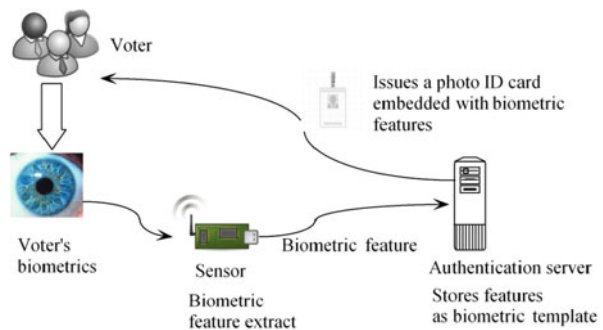 Voter
Issues a photo ID card
embedded with biometric
features
Voter's
biometrics
Sensor
Biometric
feature extract
Biometric feature
Authentication server
Stores features
as biometric template